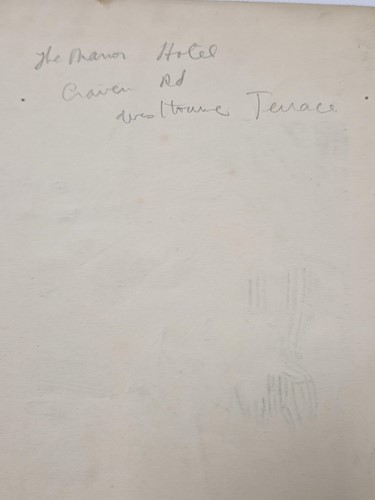 The Manor Hotel
Craven Rd
Westbourne Terrace